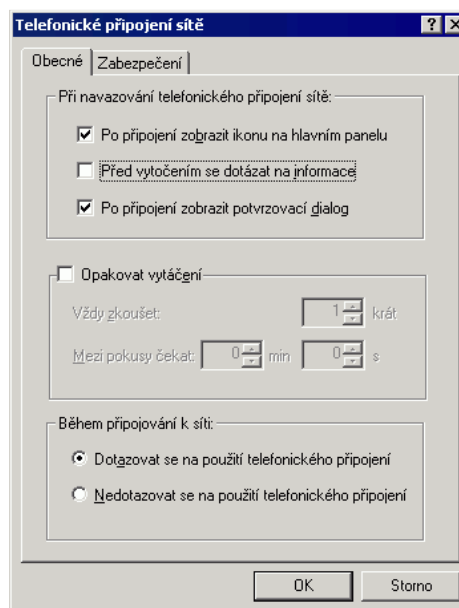 Telefonické připojení sítě
Obecné Zabezpečení
Při navazování telefonického připojení sítě:
Po připojení zobrazit ikonu na hlavním panelu
Před vytočením se dotázat na informace
Po připojení zobrazit potvrzovací dialog
Opakovat vytáčení
Vždy zkoušet: 1 krát
Mezi pokusy čekat: 0 min 0 s
Během připojování k síti:
Dotazovat se na použití telefonického připojení
Nedotazovat se na použití telefonického připojení
OK Storno